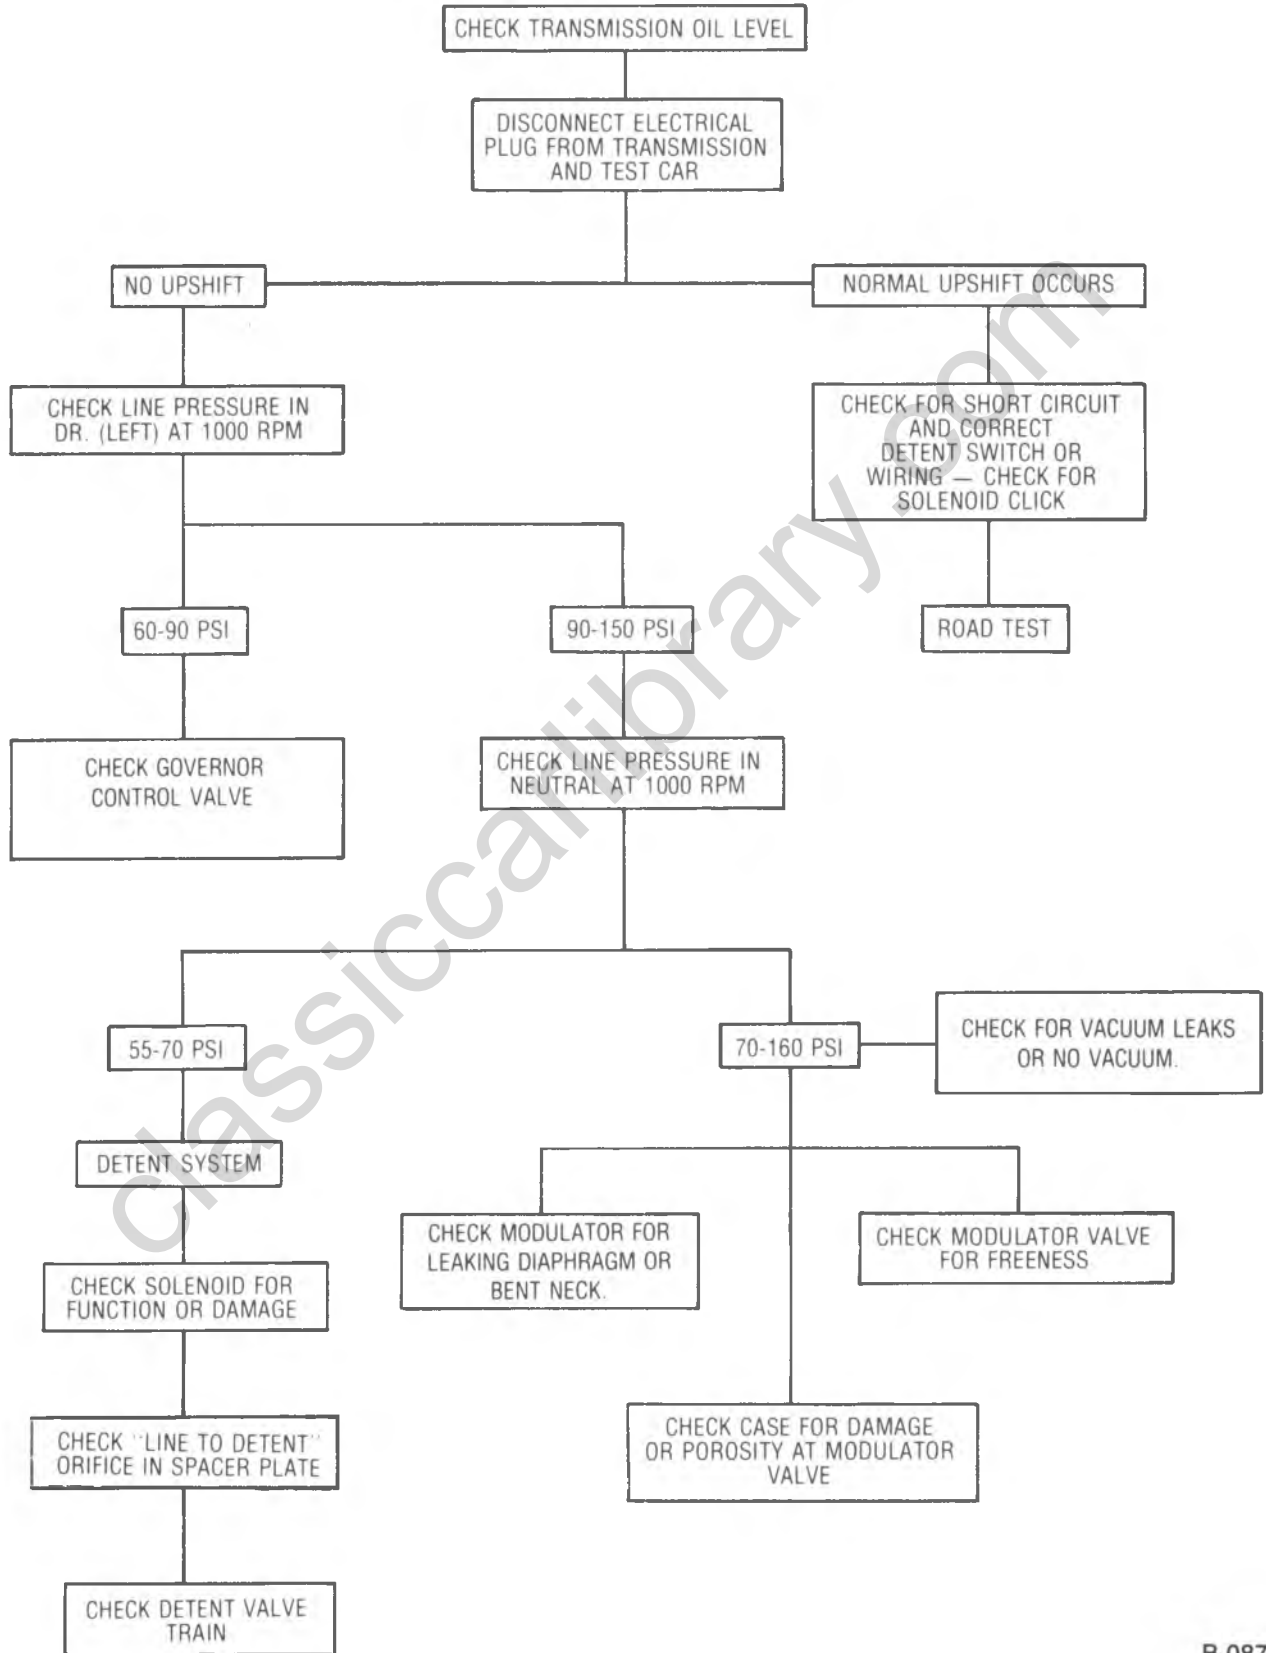 CHECK TRANSMISSION OIL LEVEL
DISCONNECT ELECTRICAL
PLUG FROM TRANSMISSION
AND TEST CAR
NO UPSHIFT
NORMAL UPSHIFT OCCURS
CHECK LINE PRESSURE IN
DR. (LEFT) AT 1000 RPM
CHECK FOR SHORT CIRCUIT
AND CORRECT
DETENT SWITCH OR
WIRING — CHECK FOR
SOLENOID CLICK
60-90 PSI
90-150 PSI
ROAD TEST
CHECK GOVERNOR
CONTROL VALVE
CHECK LINE PRESSURE IN
NEUTRAL AT 1000 RPM
55-70 PSI
70-160 PSI
CHECK FOR VACUUM LEAKS
OR NO VACUUM.
DETENT SYSTEM
CHECK MODULATOR FOR
LEAKING DIAPHRAGM OR
BENT NECK.
CHECK MODULATOR VALVE
FOR FREENESS
CHECK SOLENOID FOR
FUNCTION OR DAMAGE
CHECK "LINE TO DETENT"
ORIFICE IN SPACER PLATE
CHECK CASE FOR DAMAGE
OR POROSITY AT MODULATOR
VALVE
CHECK DETENT VALVE
TRAIN
classiccarlibrary.com